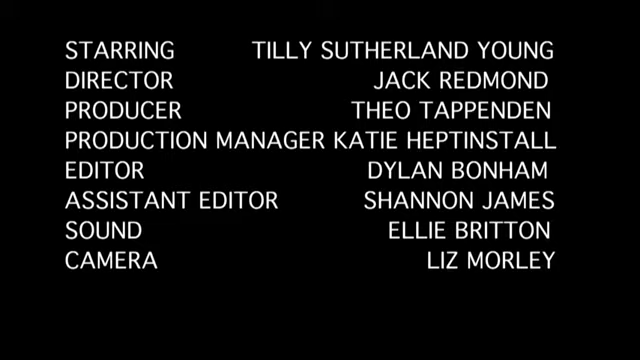 STARRING TILLY SUTHERLAND YOUNG
DIRECTOR JACK REDMOND
PRODUCER THEO TAPPENDEN
PRODUCTION MANAGER KATIE HEPTINSTALL
EDITOR DYLAN BONHAM
ASSISTANT EDITOR SHANNON JAMES
SOUND ELLIE BRITTON
CAMERA LIZ MORLEY